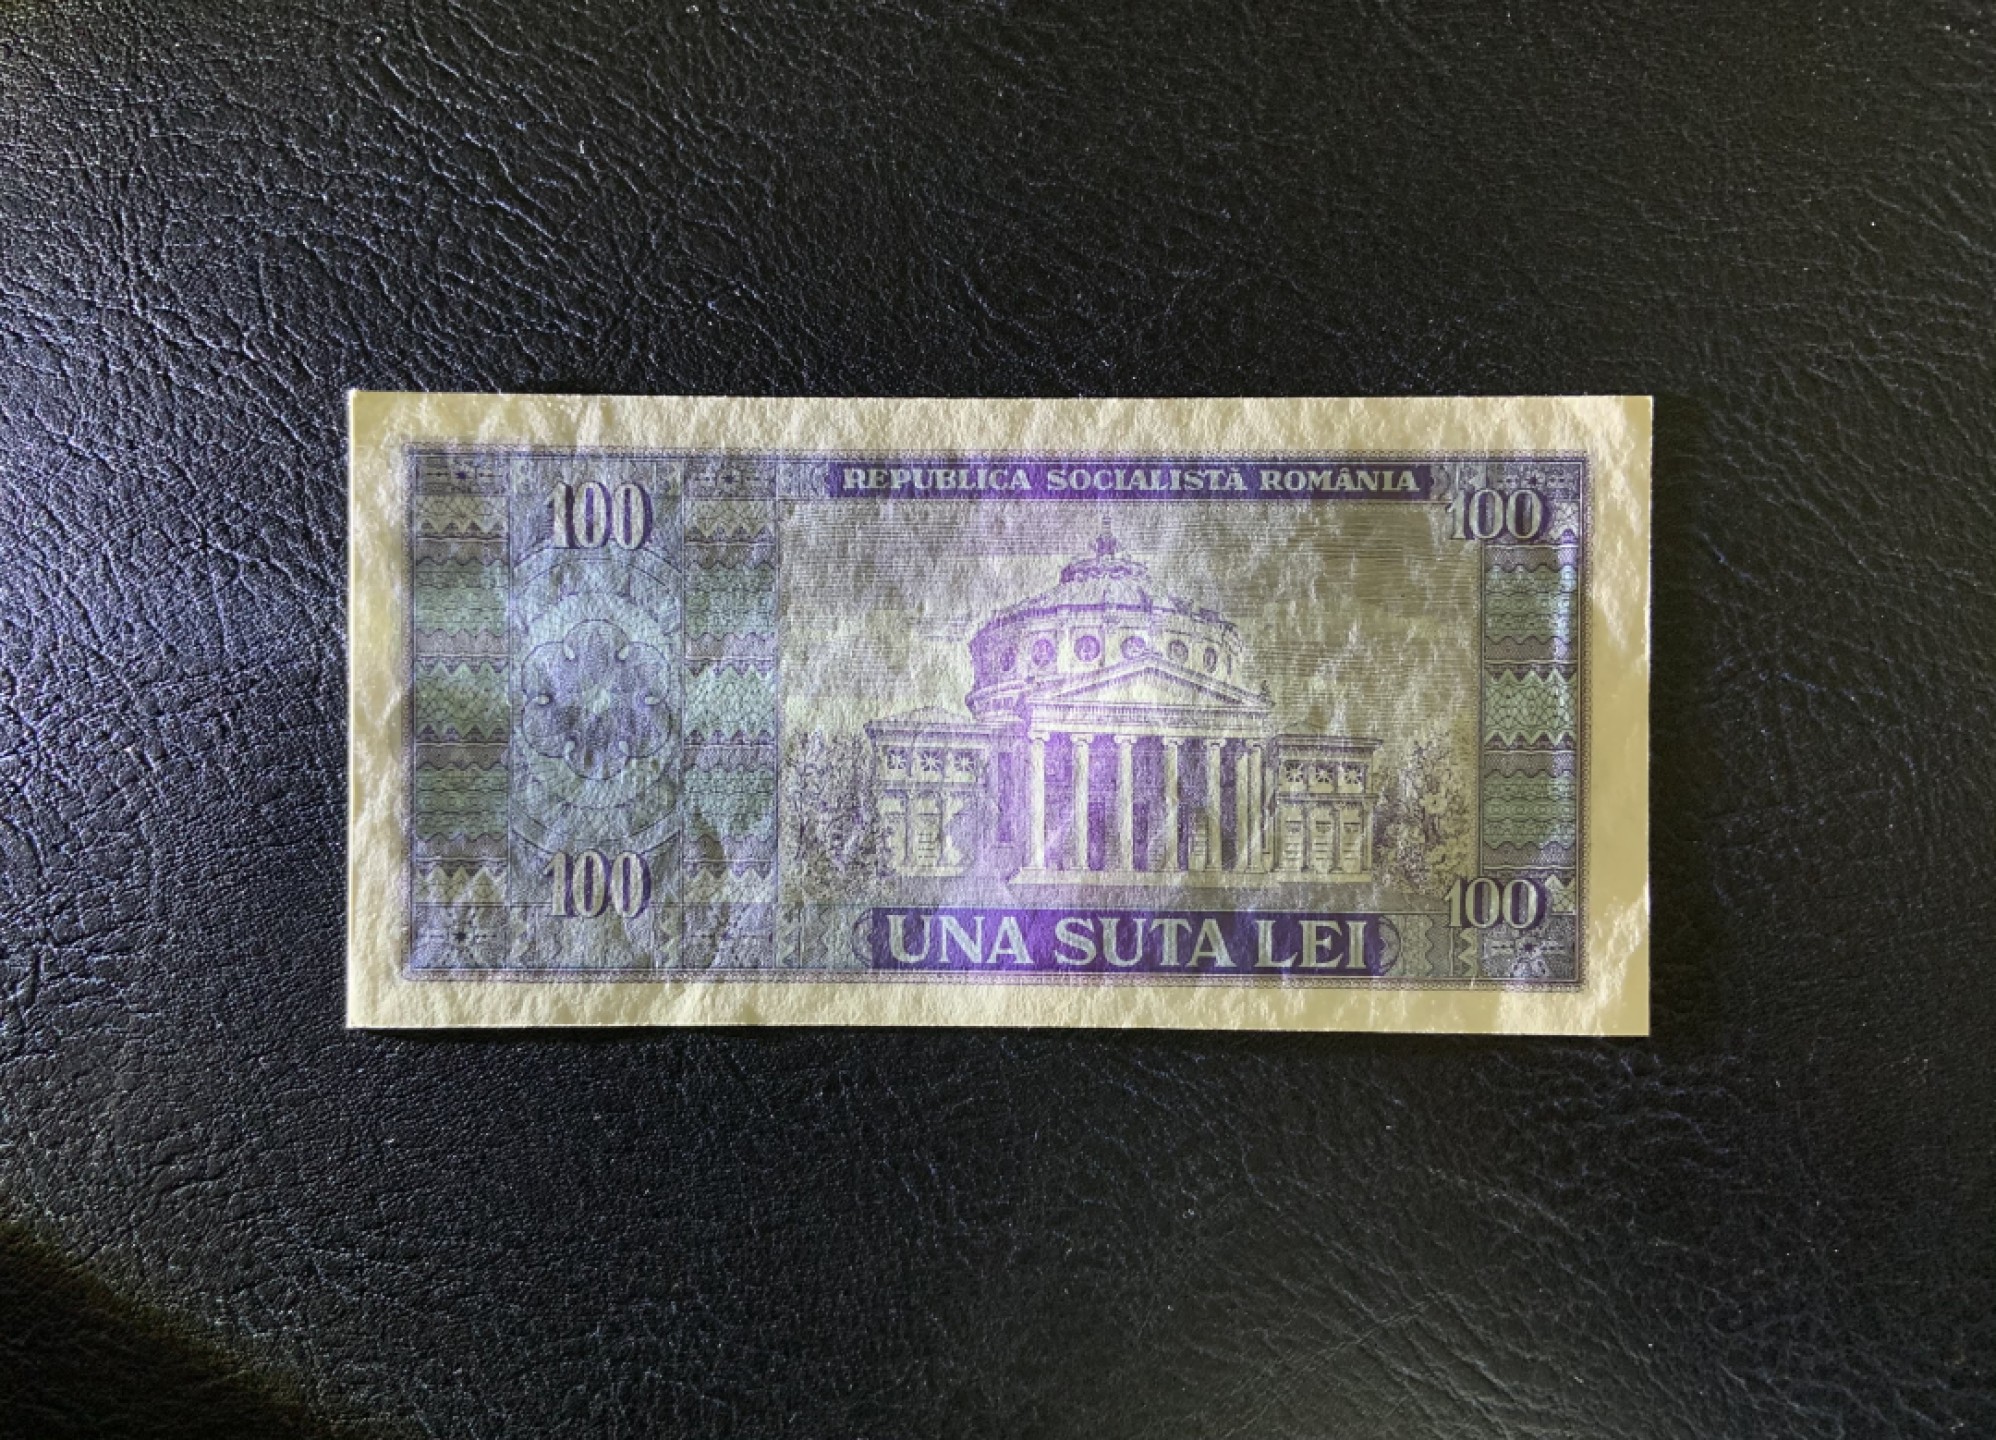 100
REPUBLICA SOCIALISTĂ ROMÂNIA
100
100
UNA SUTA LEI
100